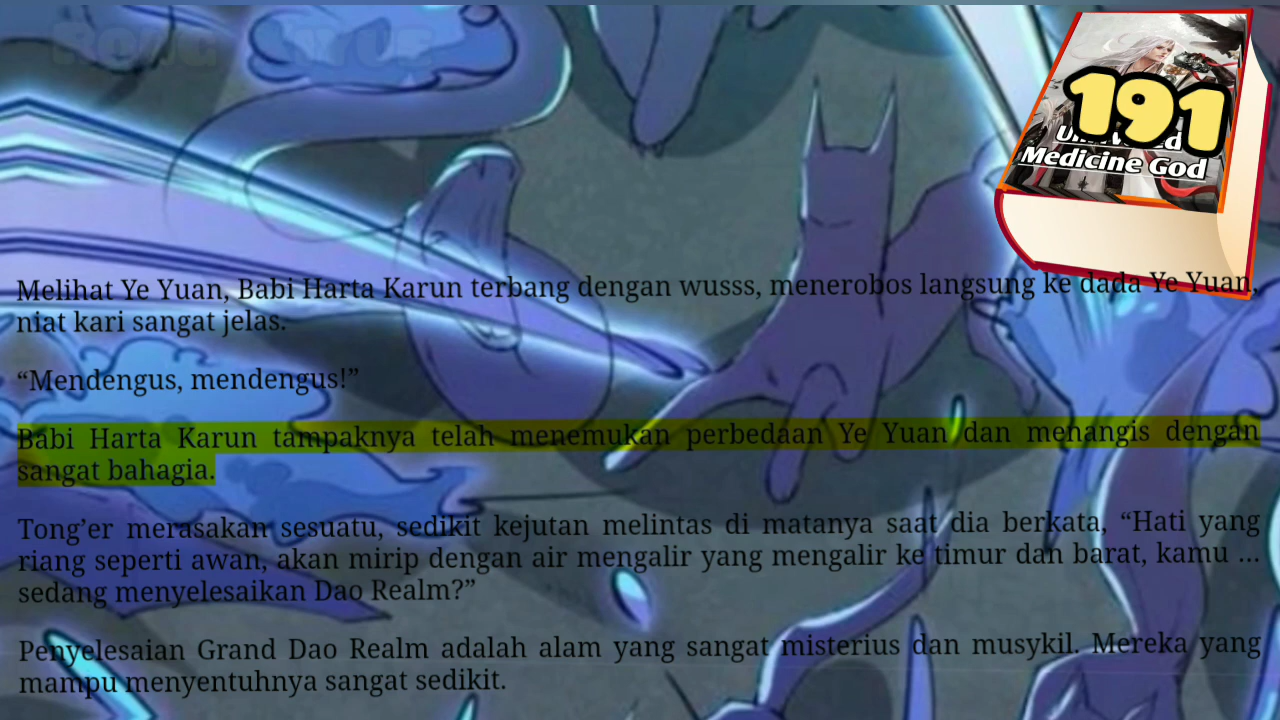 191
Medicine God
Melihat Ye Yuan, Babi Harta Karun terbang dengan wusss, menerobos langsung ke dada Ye Yuan,
niat kari sangat jelas.
“Mendengus, mendengus!”
Babi Harta Karun tampaknya telah menemukan perbedaan Ye Yuan dan menangis dengan
sangat bahagia.
Tong’er merasakan sesuatu, sedikit kejutan melintas di matanya saat dia berkata, “Hati yang
riang seperti awan, akan mirip dengan air mengalir yang mengalir ke timur dan barat, kamu ...
sedang menyelesaikan Dao Realm?”
Penyelesaian Grand Dao Realm adalah alam yang sangat misterius dan musykil. Mereka yang
mampu menyentuhnya sangat sedikit.